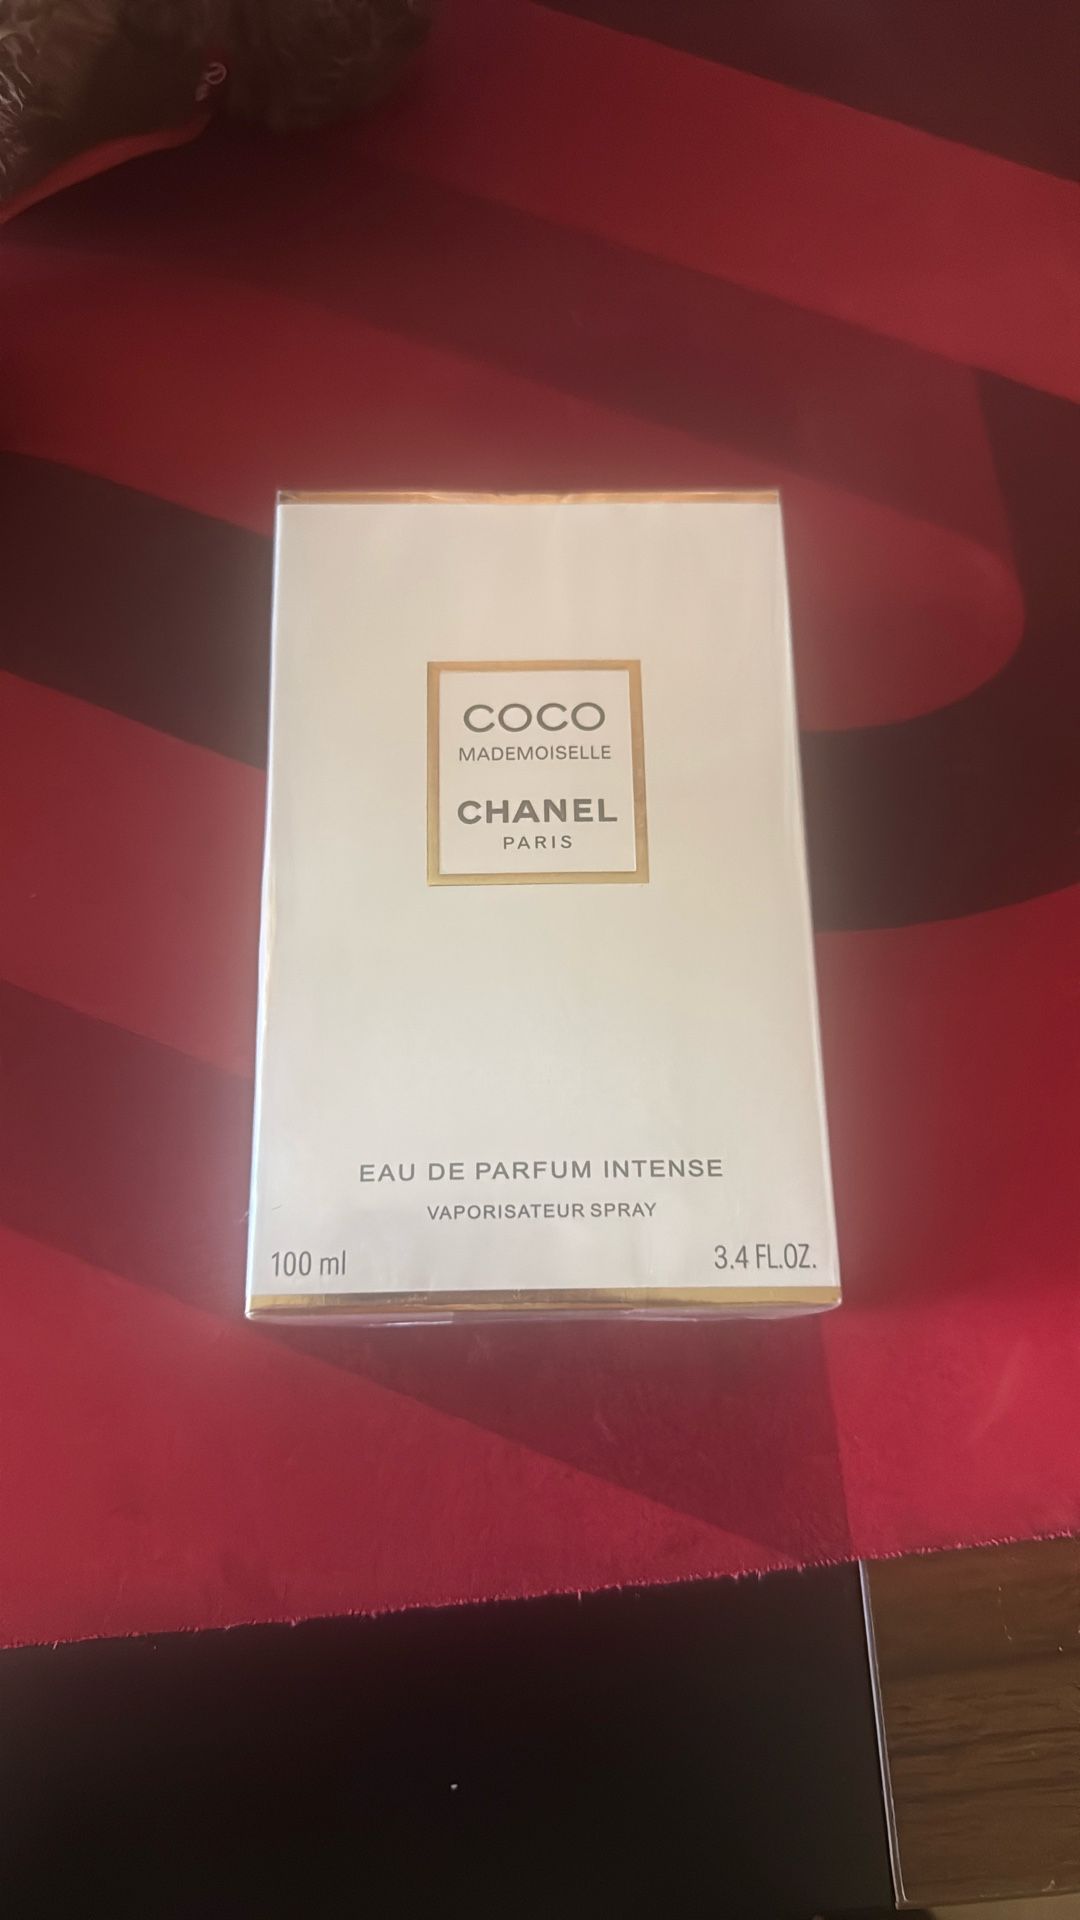 COCO
MADEMOISELLE
CHANEL
PARIS
EAU DE PARFUM INTENSE
VAPORISATEUR SPRAY
100 ml
3.4 FL.OZ.